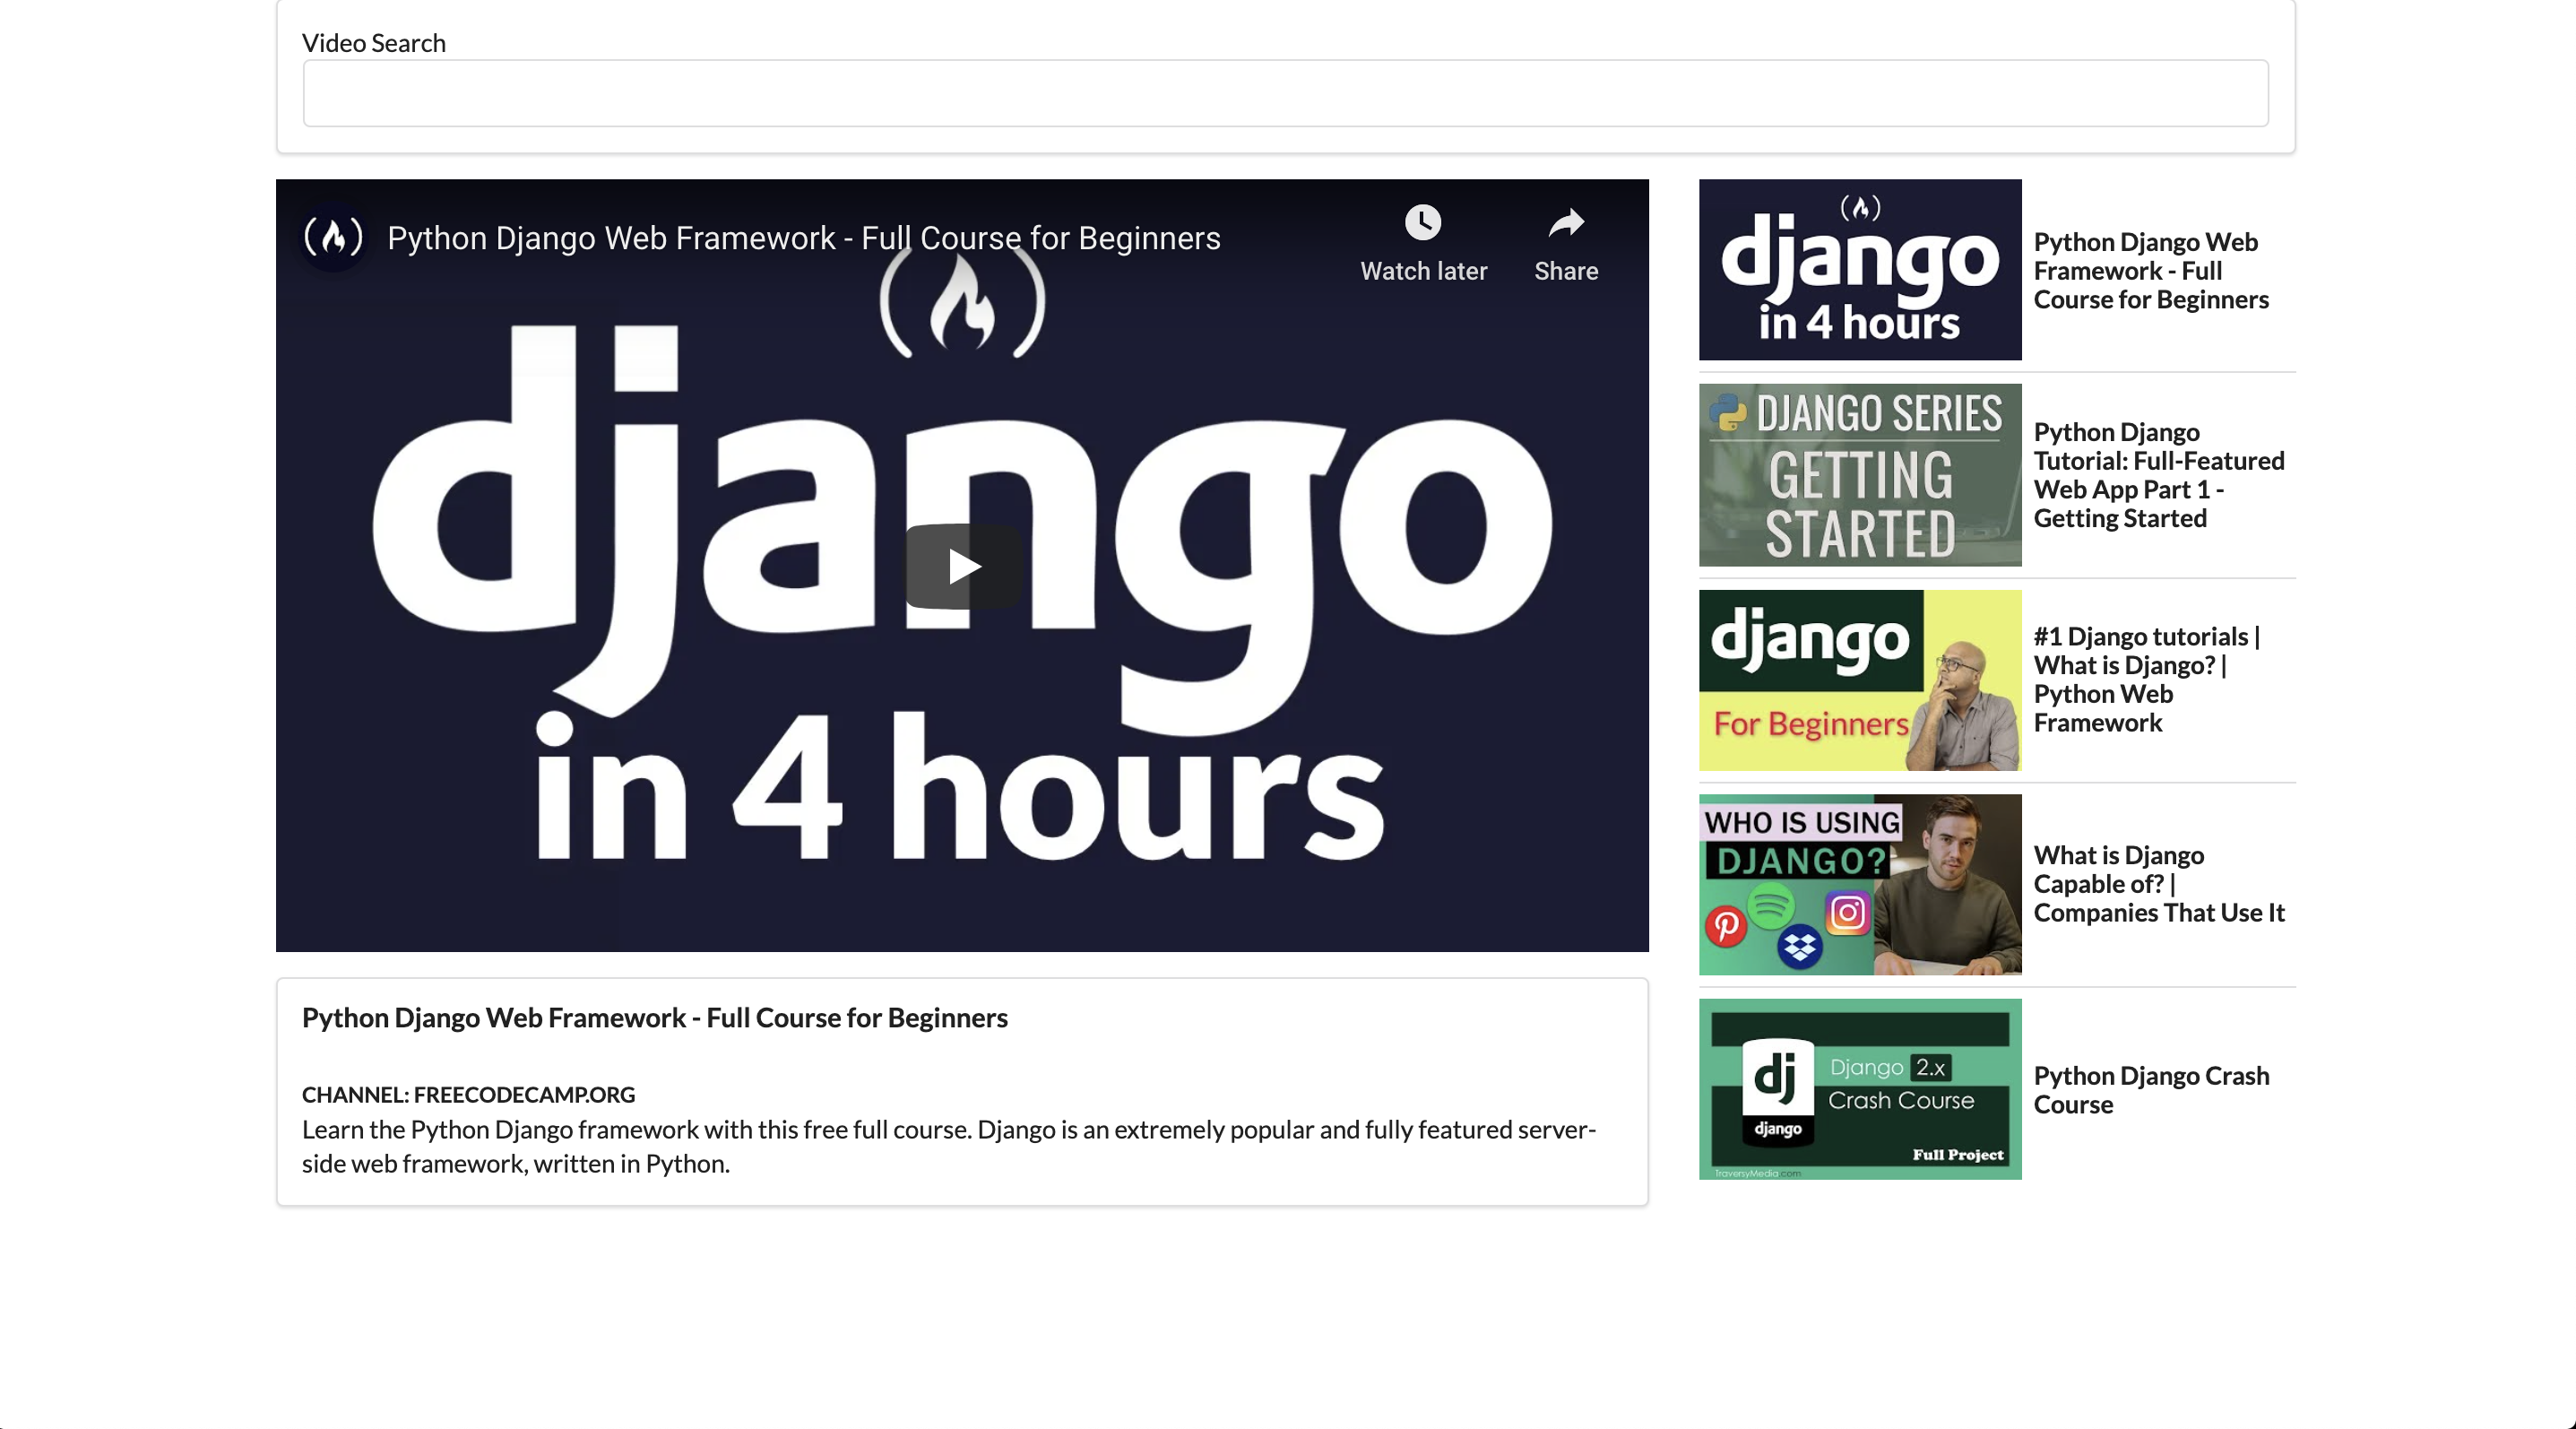 Video Search
Python Django Web Framework - Full Course for Beginners
Watch later
Share
django
in 4 hours
Python Django Web Framework - Full Course for Beginners
CHANNEL: FREECODECAMP.ORG
Learn the Python Django framework with this free full course. Django is an extremely popular and fully featured server-
side web framework, written in Python.
django
in 4 hours
Python Django Web
Framework - Full
Course for Beginners
DJANGO SERIES
GETTING
STARTED
Python Django
Tutorial: Full-Featured
Web App Part 1 -
Getting Started
django
For Beginners
#1 Django tutorials |
What is Django? |
Python Web
Framework
WHO IS USING
DJANGO?
What is Django
Capable of? |
Companies That Use It
dj
django
Django 2.x
Crash Course
Full Project
TraversyMedia.com
Python Django Crash
Course